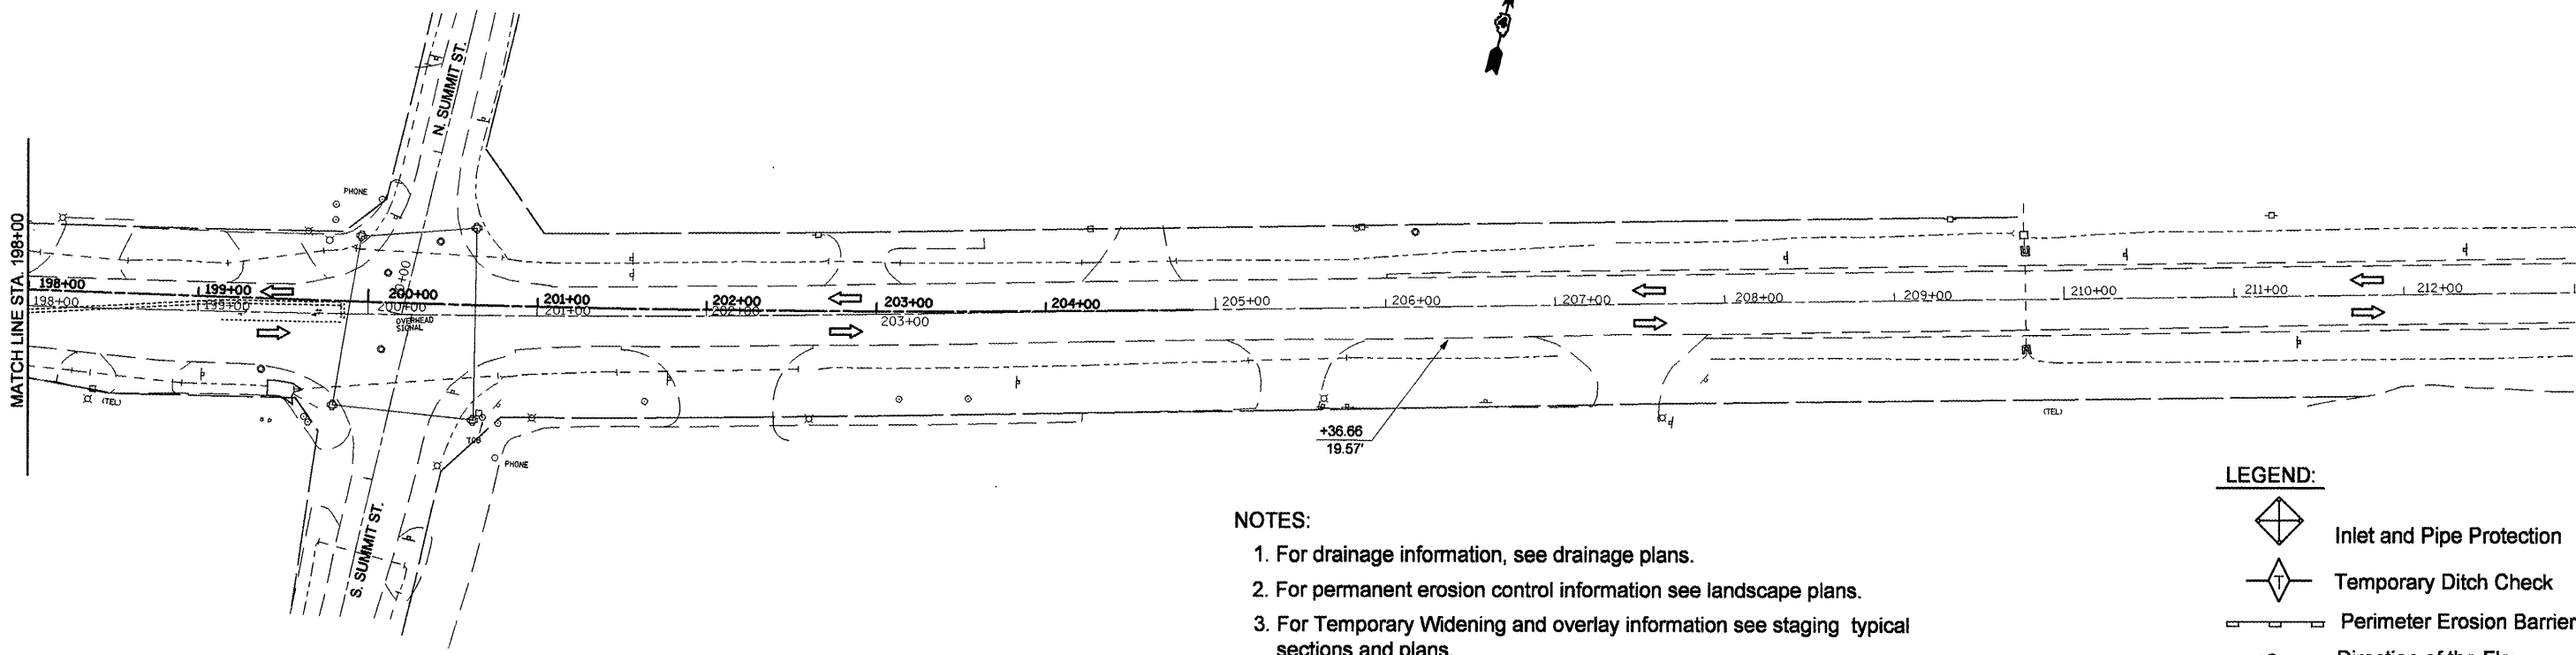 N. SUMMIT ST.
PHONE
MATCH LINE STA. 198+00
198+00
199+00
200+00
201+00
202+00
203+00
204+00
198+00
199+00
200+00
201+00
202+00
203+00
205+00
206+00
207+00
208+00
209+00
210+00
211+00
212+00
OVERHEAD
SIGNAL
(TEL)
(TEL)
PHONE
S. SUMMIT ST.
+36.66
19.57'
NOTES:
1. For drainage information, see drainage plans.
2. For permanent erosion control information see landscape plans.
3. For Temporary Widening and overlay information see staging typical
sections and plans.
LEGEND:
Inlet and Pipe Protection
T
Temporary Ditch Check
Perimeter Erosion Barrier